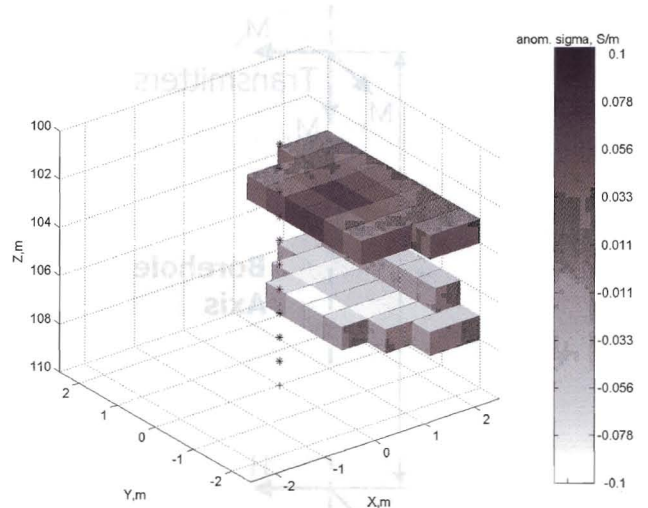 anom. sigma, S/m
0.1
0.078
0.056
0.033
0.011
-0.011
-0.033
-0.056
-0.078
-0.1
100
102
104
106
108
110
Z,m
2
1
0
-1
-2
Y,m
-2
-1
0
1
2
X,m
Transmitters
M
M
M
Borehole
Axis